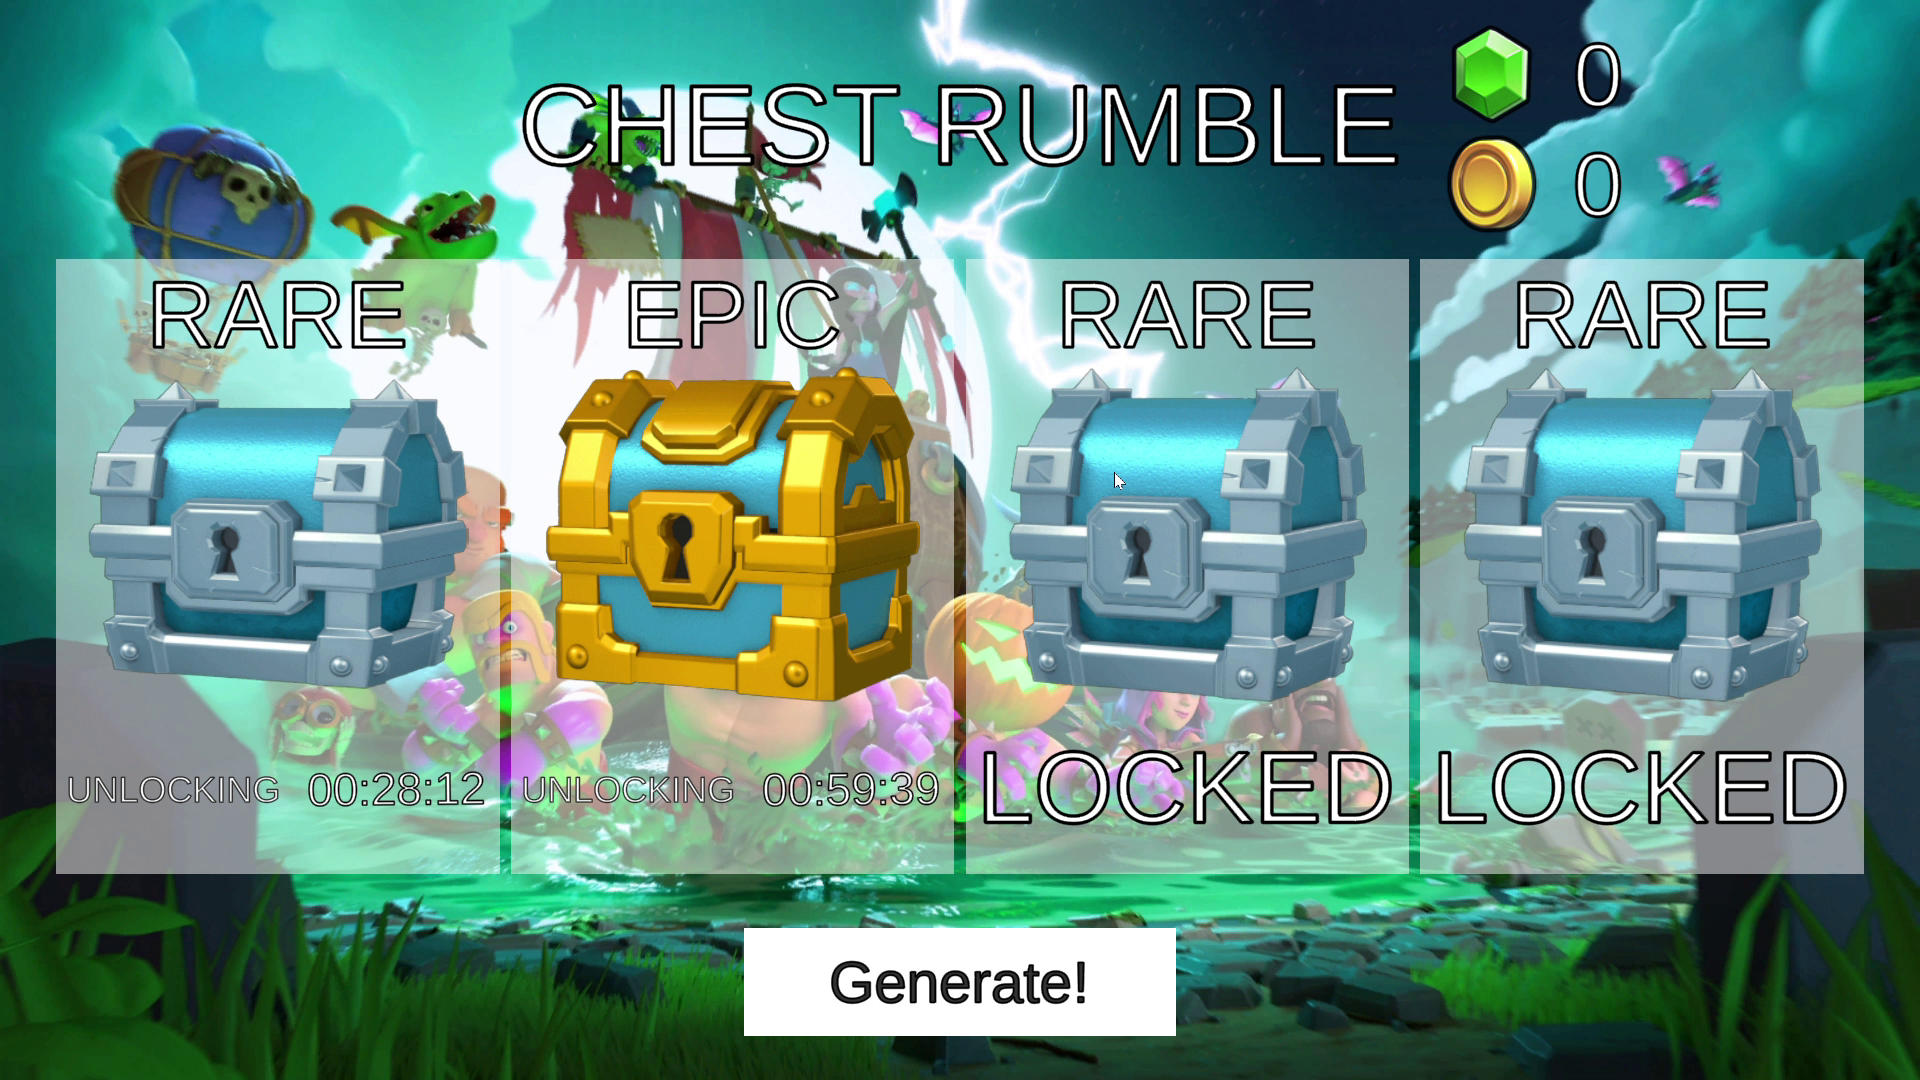 CHEST RUMBLE
0
0
RARE
EPIC
RARE
RARE
UNLOCKING 00:28:12
UNLOCKING 00:59:39
LOCKED
LOCKED
Generate!